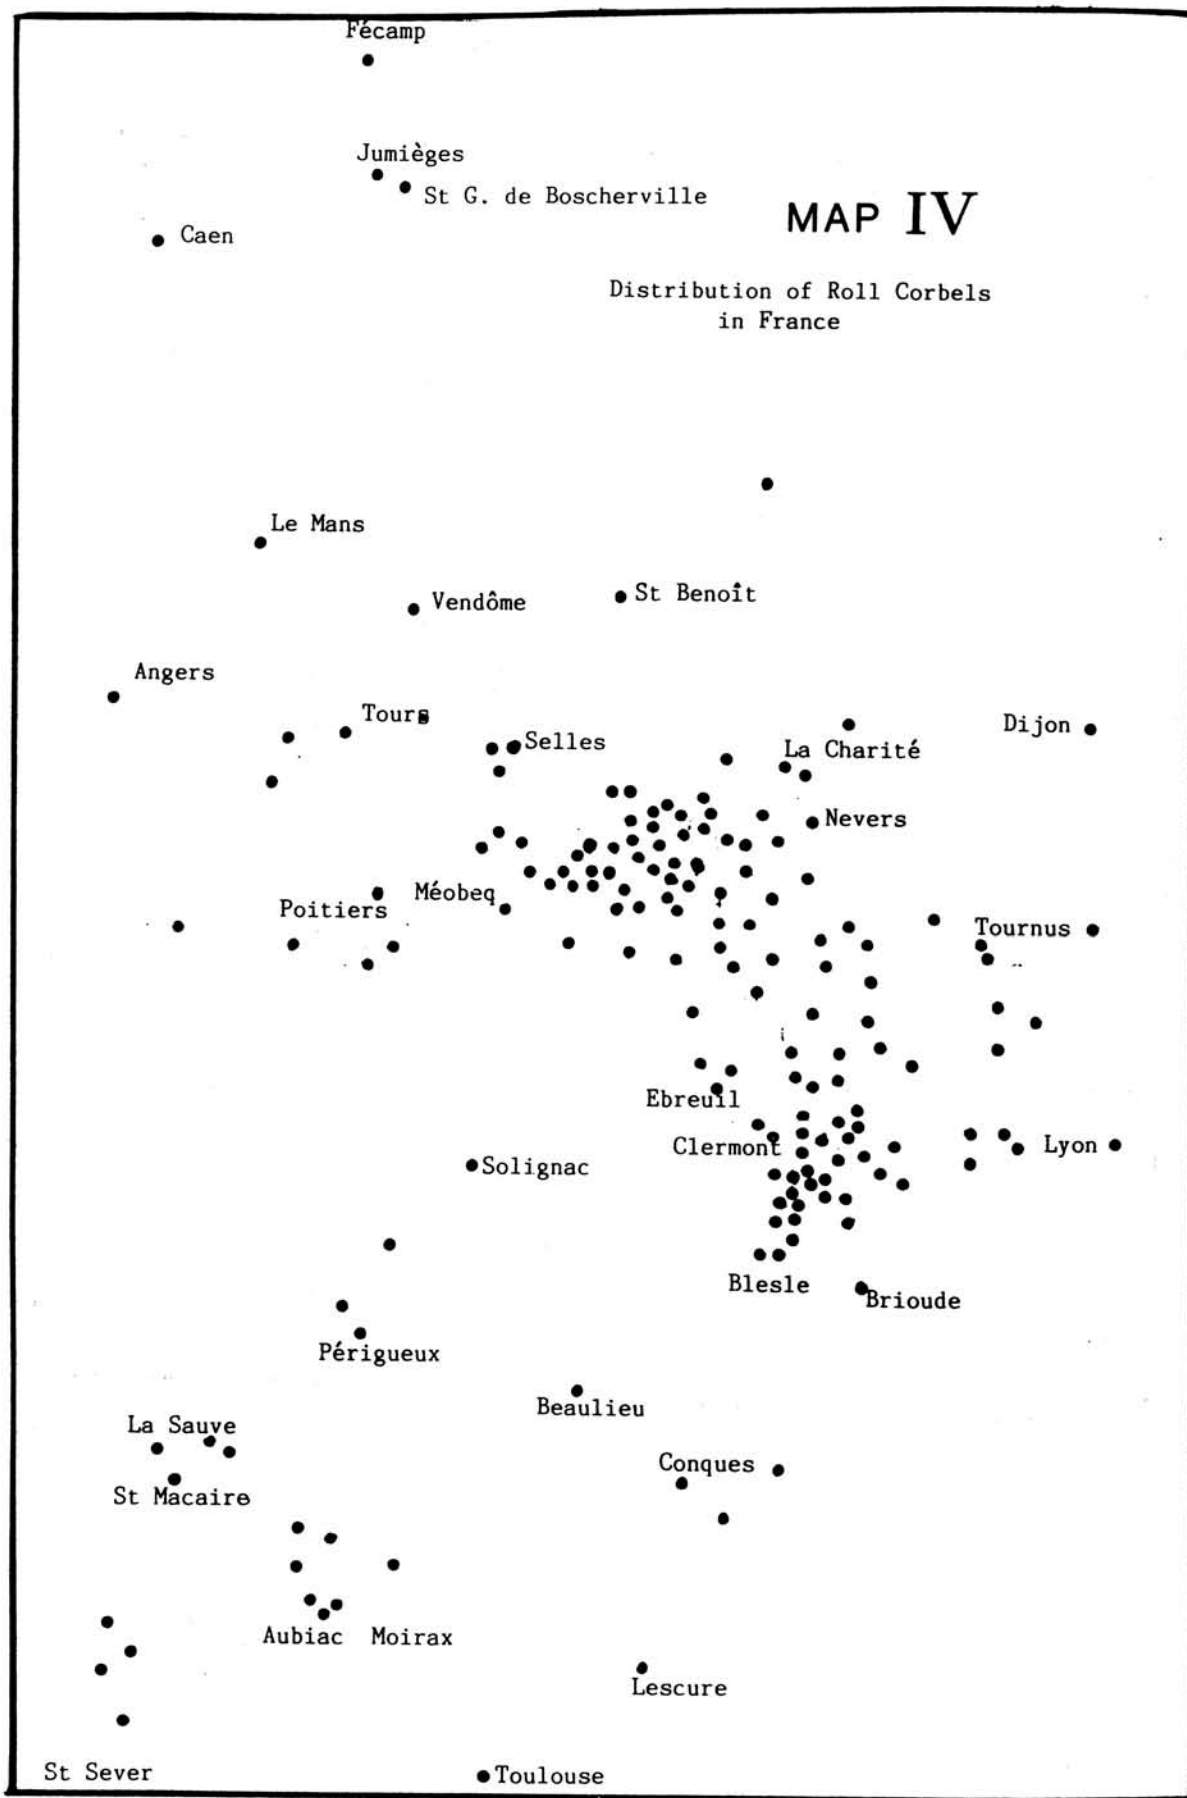 Fécamp
Jumièges
St G. de Boscherville
MAP IV
Caen
Distribution of Roll Corbels
in France
Le Mans
St Benoît
Vendôme
Angers
Tours
Dijon
Selles
La Charité
Nevers
Méobeq
Poitiers
Tournus
Ebreuil
Clermont
Lyon
Solignac
Blesle
Brioude
Périgueux
Beaulieu
La Sauve
Conques
St Macaire
Aubiac Moirax
Lescure
St Sever
Toulouse